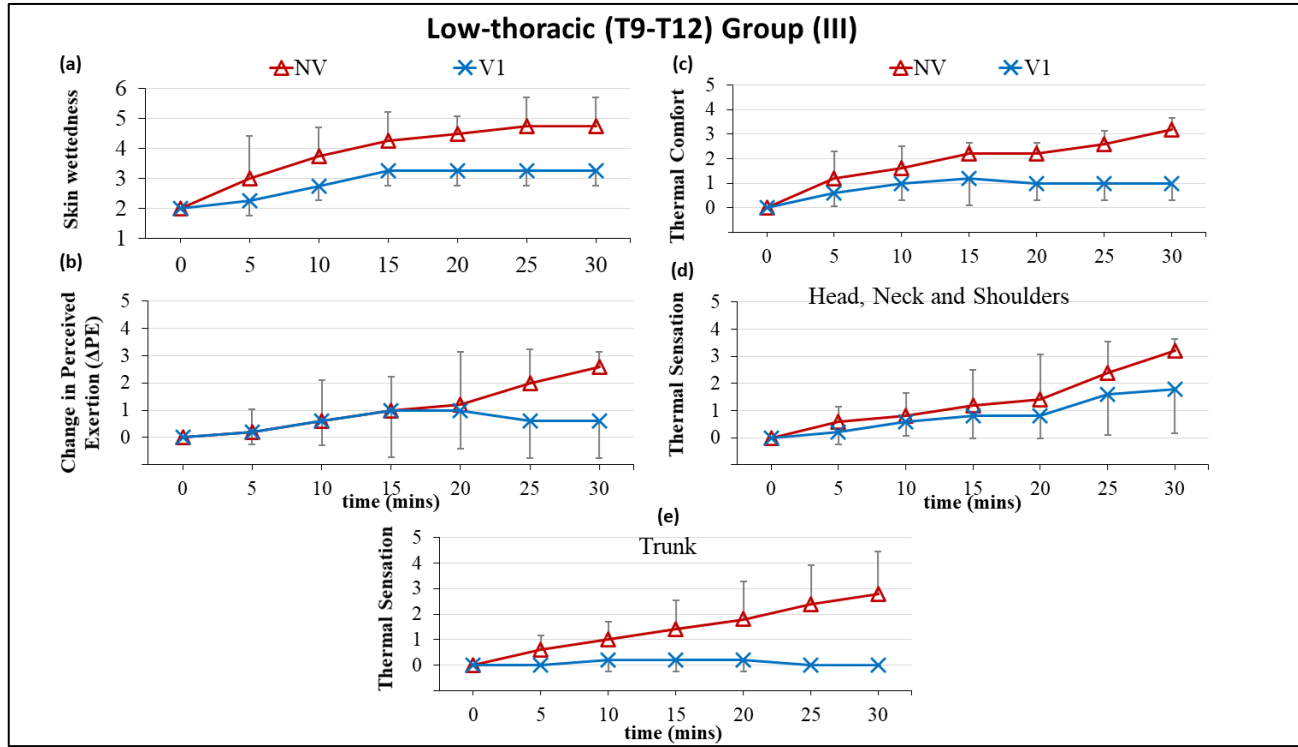 Low-thoracic (T9-T12) Group (III)
(a)
NV
V1
Skin wettedness
6
5
4
3
2
1
0 5 10 15 20 25 30
(c)
NV
V1
Thermal Comfort
5
4
3
2
1
0
0 5 10 15 20 25 30
(b)
Change in Perceived
Exertion (ΔPE)
5
4
3
2
1
0
0 5 10 15 20 25 30
time (mins)
(d)
Head, Neck and Shoulders
Thermal Sensation
5
4
3
2
1
0
0 5 10 15 20 25 30
time (mins)
(e)
Trunk
Thermal Sensation
5
4
3
2
1
0
0 5 10 15 20 25 30
time (mins)